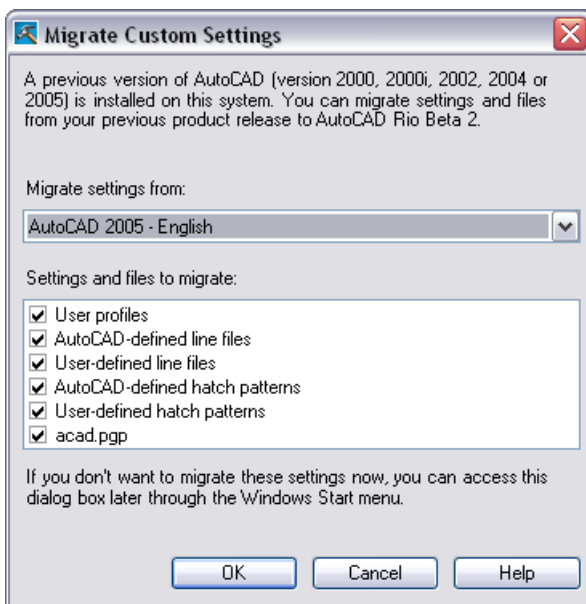 Migrate Custom Settings
A previous version of AutoCAD (version 2000, 2000i, 2002, 2004 or
2005) is installed on this system. You can migrate settings and files
from your previous product release to AutoCAD Rio Beta 2.
Migrate settings from:
AutoCAD 2005 - English
Settings and files to migrate:
User profiles
AutoCAD-defined line files
User-defined line files
AutoCAD-defined hatch patterns
User-defined hatch patterns
acad.pgp
If you don't want to migrate these settings now, you can access this
dialog box later through the Windows Start menu.
OK Cancel Help